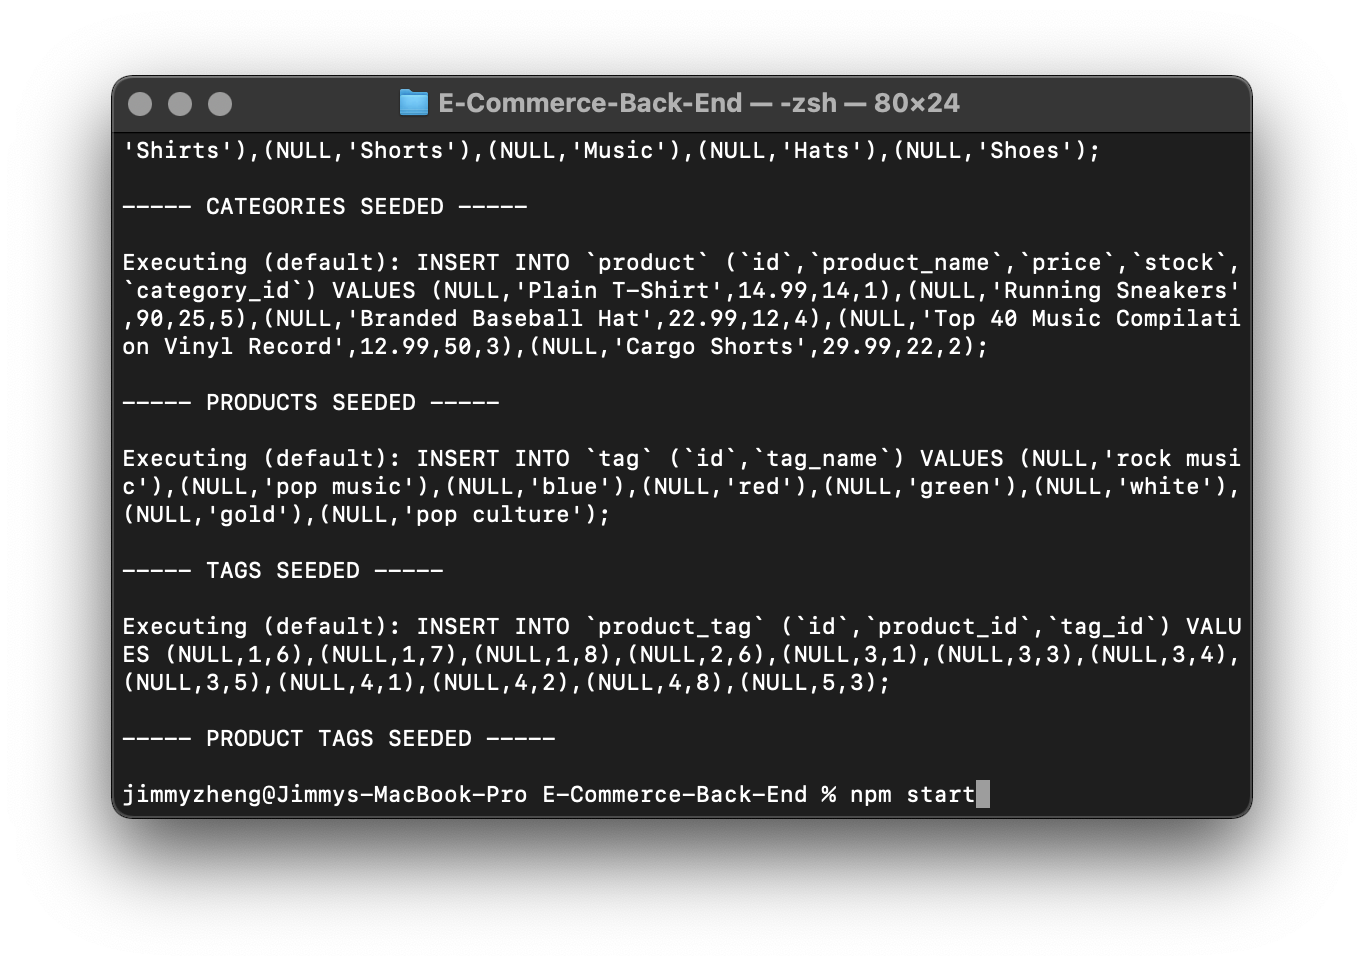 E-Commerce-Back-End — -zsh — 80×24
'Shirts'),(NULL,'Shorts'),(NULL,'Music'),(NULL,'Hats'),(NULL,'Shoes');
----- CATEGORIES SEEDED -----
Executing (default): INSERT INTO `product` (`id`,`product_name`,`price`,`stock`,
`category_id`) VALUES (NULL,'Plain T-Shirt',14.99,14,1),(NULL,'Running Sneakers'
,90,25,5),(NULL,'Branded Baseball Hat',22.99,12,4),(NULL,'Top 40 Music Compilati
on Vinyl Record',12.99,50,3),(NULL,'Cargo Shorts',29.99,22,2);
----- PRODUCTS SEEDED -----
Executing (default): INSERT INTO `tag` (`id`,`tag_name`) VALUES (NULL,'rock musi
c'),(NULL,'pop music'),(NULL,'blue'),(NULL,'red'),(NULL,'green'),(NULL,'white'),
(NULL,'gold'),(NULL,'pop culture');
----- TAGS SEEDED -----
Executing (default): INSERT INTO `product_tag` (`id`,`product_id`,`tag_id`) VALU
ES (NULL,1,6),(NULL,1,7),(NULL,1,8),(NULL,2,6),(NULL,3,1),(NULL,3,3),(NULL,3,4),
(NULL,3,5),(NULL,4,1),(NULL,4,2),(NULL,4,8),(NULL,5,3);
----- PRODUCT TAGS SEEDED -----
jimmyzheng@Jimmys-MacBook-Pro E-Commerce-Back-End % npm start